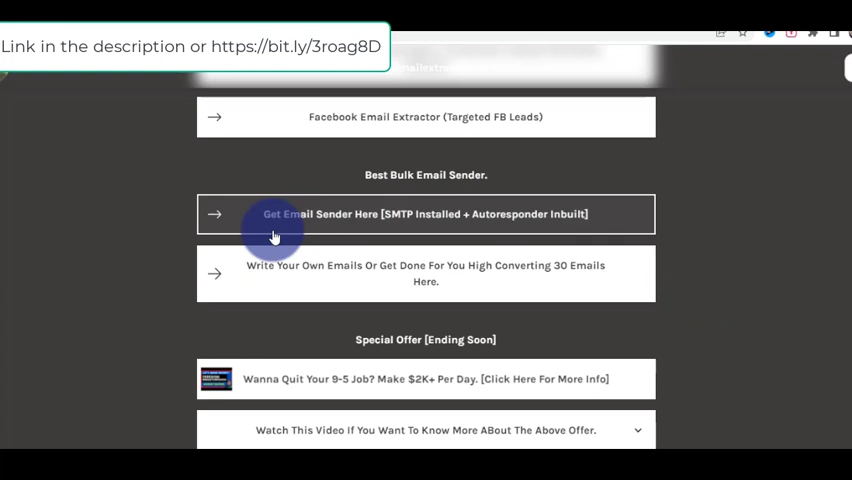 Link in the description or https://bit.ly/3roag8D
Facebook Email Extractor (Targeted FB Leads)
Best Bulk Email Sender.
Get Email Sender Here [SMTP Installed + Autoresponder Inbuilt]
Write Your Own Emails Or Get Done For You High Converting 30 Emails
Here.
Special Offer [Ending Soon]
Wanna Quit Your 9-5 Job? Make $2K+ Per Day. [Click Here For More Info]
Watch This Video If You Want To Know More ABout The Above Offer.